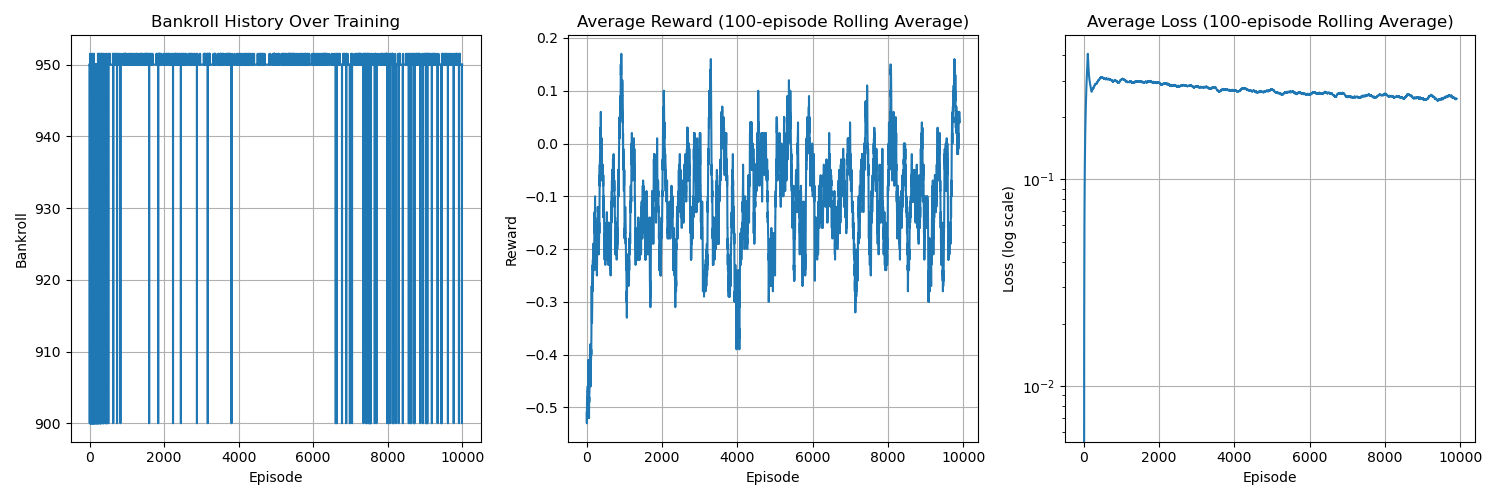 Bankroll History Over Training
Bankroll
950
940
930
920
910
900
0 2000 4000 6000 8000 10000
Episode
Average Reward (100-episode Rolling Average)
Reward
0.2
0.1
0.0
−0.1
−0.2
−0.3
−0.4
−0.5
0 2000 4000 6000 8000 10000
Episode
Average Loss (100-episode Rolling Average)
Loss (log scale)
10⁻¹
10⁻²
0 2000 4000 6000 8000 10000
Episode